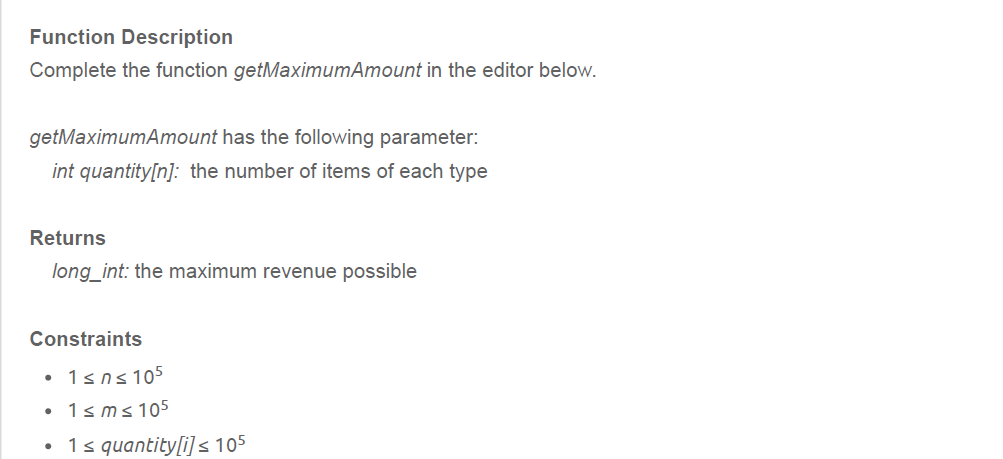 Function Description
Complete the function getMaximumAmount in the editor below.
getMaximumAmount has the following parameter:
int quantity[n]: the number of items of each type
Returns
long_int: the maximum revenue possible
Constraints
• 1 ≤ n ≤ 10⁵
• 1 ≤ m ≤ 10⁵
• 1 ≤ quantity[i] ≤ 10⁵